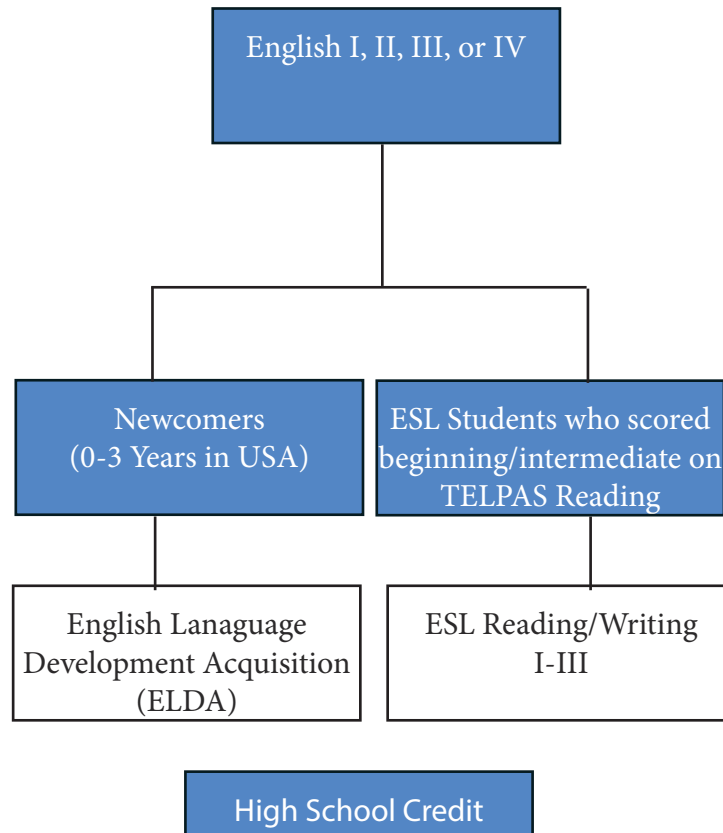 English I, II, III, or IV
Newcomers
(0-3 Years in USA)
ESL Students who scored
beginning/intermediate on
TELPAS Reading
English Lanaguage
Development Acquisition
(ELDA)
ESL Reading/Writing
I-III
High School Credit